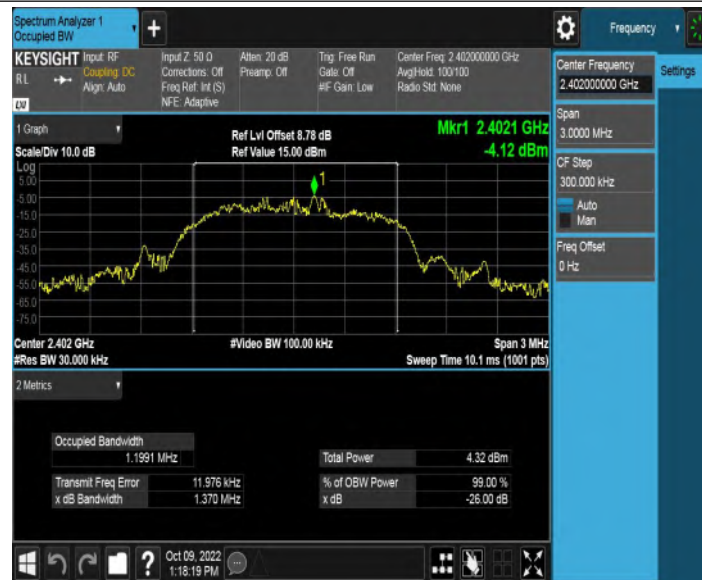 Spectrum Analyzer 1
Occupied BW
Frequency
KEYSIGHT
RL
Input: RF
Coupling: DC
Align: Auto
Input Z: 50 Ω
Corrections: Off
Freq Ref: Int (S)
NFE: Adaptive
Atten: 20 dB
Preamp: Off
Trig: Free Run
Gate: Off
#IF Gain: Low
Center Freq: 2.402000000 GHz
Avg|Hold: 100/100
Radio Std: None
Center Frequency
2.402000000 GHz
Settings
Span
3.0000 MHz
CF Step
300.000 kHz
Auto
Man
Freq Offset
0 Hz
1 Graph
Scale/Div 10.0 dB
Ref Lvl Offset 8.78 dB
Ref Value 15.00 dBm
Mkr1 2.4021 GHz
-4.12 dBm
Log
5.00
-5.00
-15.0
-25.0
-35.0
-45.0
-55.0
-65.0
-75.0
1
Center 2.402 GHz
#Res BW 30.000 kHz
#Video BW 100.00 kHz
Span 3 MHz
Sweep Time 10.1 ms (1001 pts)
2 Metrics
Occupied Bandwidth
1.1991 MHz
Total Power 4.32 dBm
Transmit Freq Error 11.976 kHz
% of OBW Power 99.00 %
x dB Bandwidth 1.370 MHz
x dB -26.00 dB
?
Oct 09, 2022
1:18:19 PM